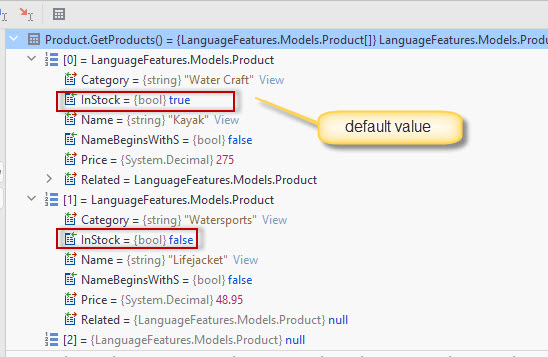 Product.GetProducts() = {LanguageFeatures.Models.Product[]} LanguageFeatures.Models.Produ
[0] = LanguageFeatures.Models.Product
Category = {string} "Water Craft" View
InStock = {bool} true
Name = {string} "Kayak" View
default value
NameBeginsWithS = {bool} false
Price = {System.Decimal} 275
Related = LanguageFeatures.Models.Product
[1] = LanguageFeatures.Models.Product
Category = {string} "Watersports" View
InStock = {bool} false
Name = {string} "Lifejacket" View
NameBeginsWithS = {bool} false
Price = {System.Decimal} 48.95
Related = {LanguageFeatures.Models.Product} null
[2] = {LanguageFeatures.Models.Product} null